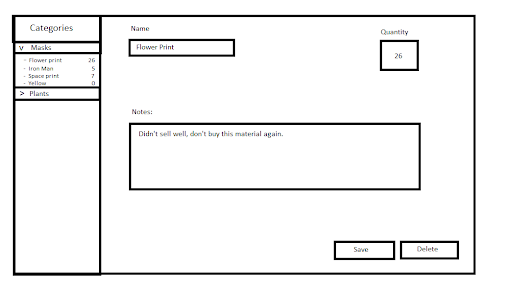 Categories
v Masks
- Flower print 26
- Iron Man 5
- Space print 7
- Yellow 0
> Plants
Name
Flower Print
Quantity
26
Notes:
Didn't sell well, don't buy this material again.
Save
Delete